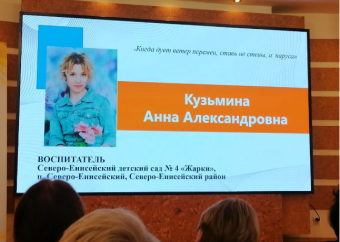 «Когда дует ветер перемен, ставь не стены, а паруса»
Кузьмина
Анна Александровна
ВОСПИТАТЕЛЬ
Северо-Енисейский детский сад № 4 «Жарки»,
п. Северо-Енисейский, Северо-Енисейский район